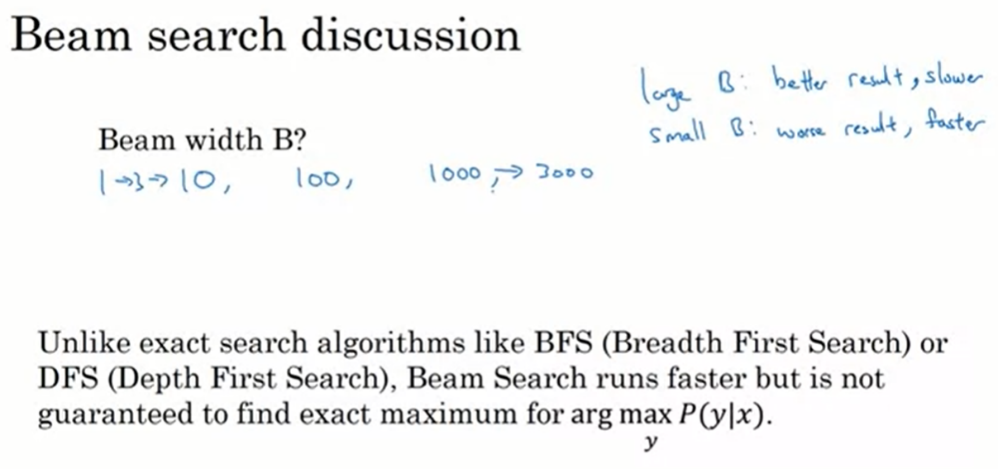 Beam search discussion
large B: better result, slower
small B: worse result, faster
Beam width B?
1→3→10, 100, 1000, → 3000
Unlike exact search algorithms like BFS (Breadth First Search) or
DFS (Depth First Search), Beam Search runs faster but is not
guaranteed to find exact maximum for arg max P(y|x).
y